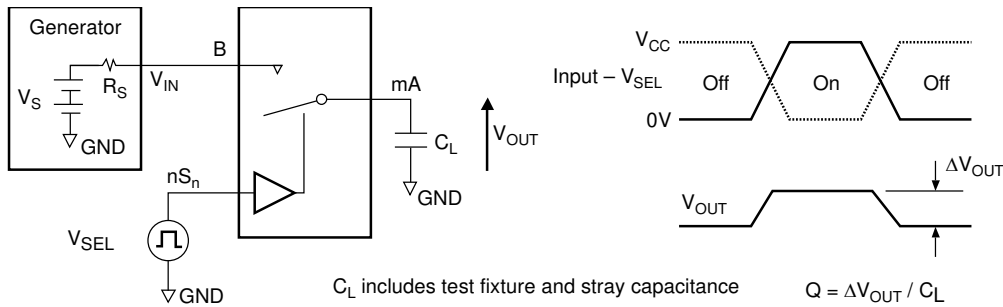 Generator
B
V_IN
R_S
V_S
GND
mA
C_L
V_OUT
GND
nS_n
V_SEL
GND
V_CC
Input – V_SEL
Off
On
Off
0V
ΔV_OUT
V_OUT
C_L includes test fixture and stray capacitance
Q = ΔV_OUT / C_L